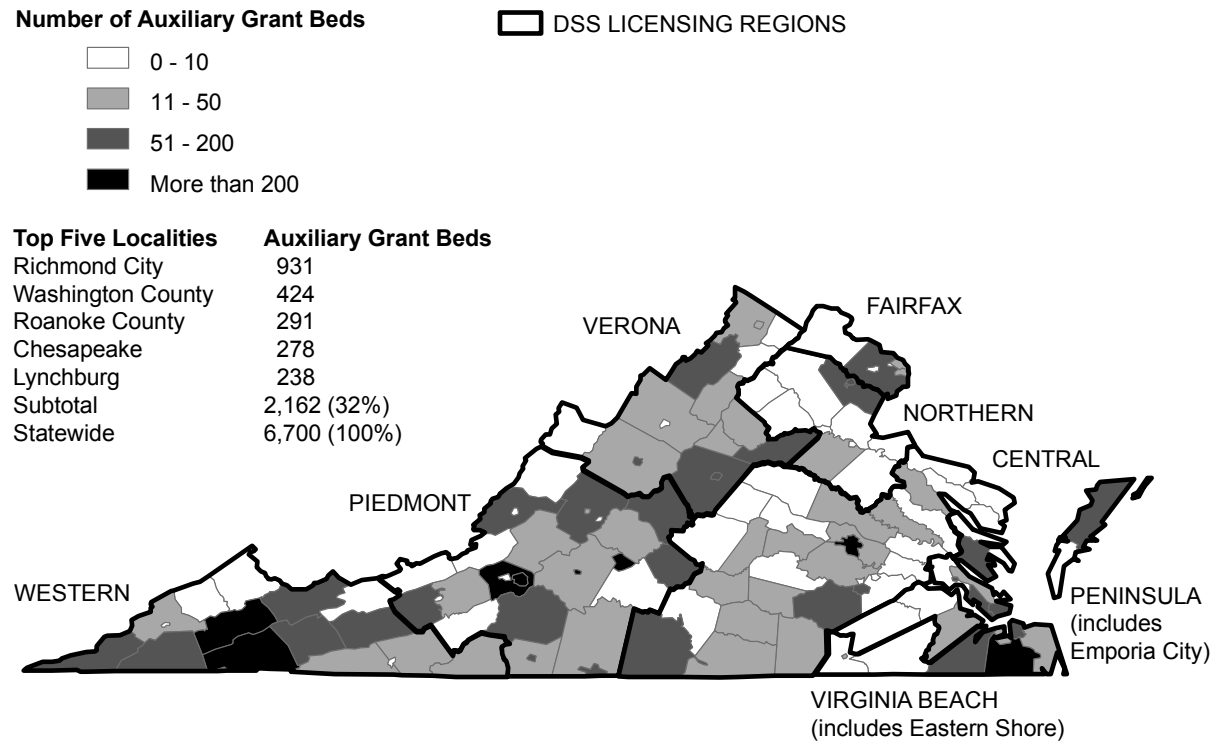 Number of Auxiliary Grant Beds
0 - 10
11 - 50
51 - 200
More than 200
DSS LICENSING REGIONS
Top Five Localities Auxiliary Grant Beds
Richmond City 931
Washington County 424
Roanoke County 291
Chesapeake 278
Lynchburg 238
Subtotal 2,162 (32%)
Statewide 6,700 (100%)
FAIRFAX
VERONA
NORTHERN
CENTRAL
PIEDMONT
WESTERN
PENINSULA
(includes
Emporia City)
VIRGINIA BEACH
(includes Eastern Shore)